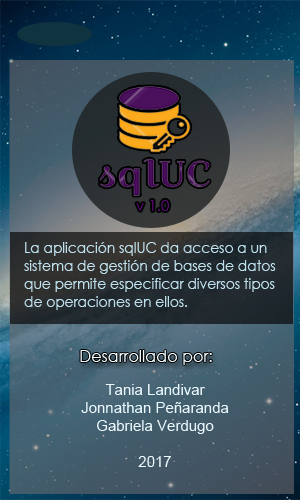 sqlUC
v 1.0
La aplicación sqlUC da acceso a un
sistema de gestión de bases de datos
que permite especificar diversos tipos
de operaciones en ellos.
Desarrollado por:
Tania Landivar
Jonnathan Peñaranda
Gabriela Verdugo
2017